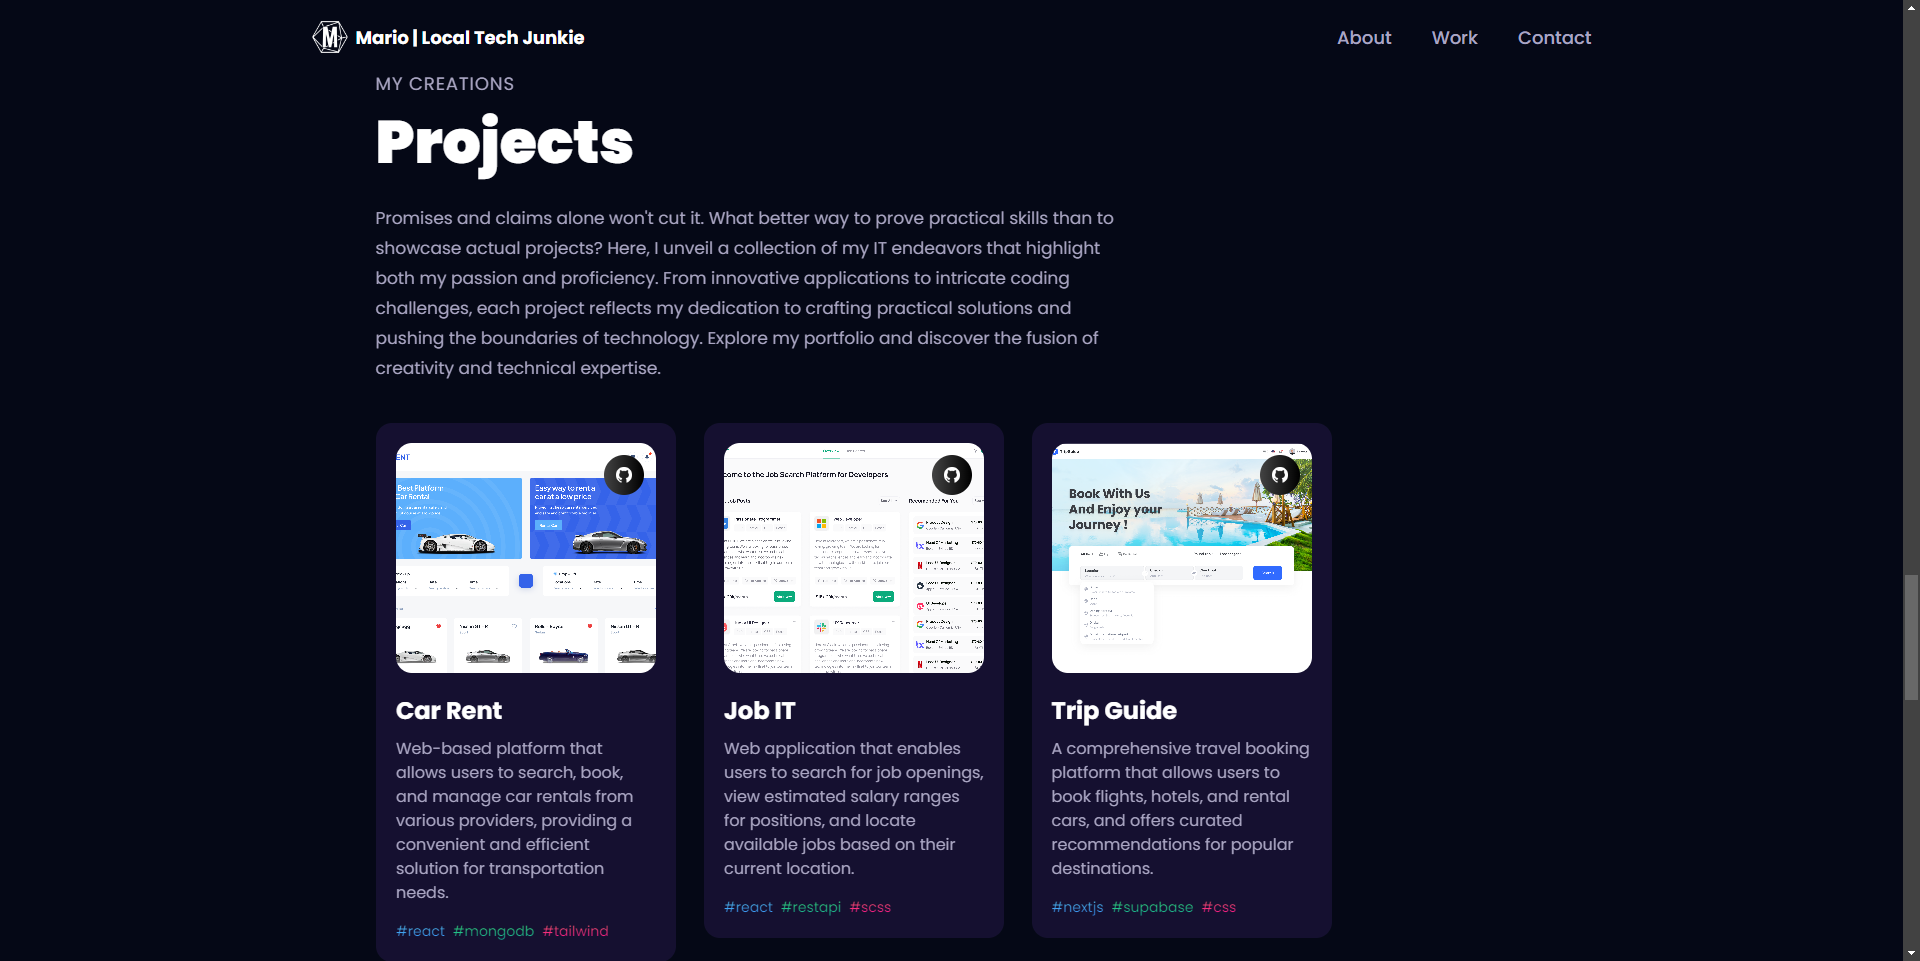 Mario | Local Tech Junkie
About
Work
Contact
MY CREATIONS
Projects
Promises and claims alone won't cut it. What better way to prove practical skills than to
showcase actual projects? Here, I unveil a collection of my IT endeavors that highlight
both my passion and proficiency. From innovative applications to intricate coding
challenges, each project reflects my dedication to crafting practical solutions and
pushing the boundaries of technology. Explore my portfolio and discover the fusion of
creativity and technical expertise.
ENT
Best Platform
Car Rental
Easy way to rent a
car at a low price
come to the Job Search Platform for Developers
Job Posts
Recomended For You
Book With Us
And Enjoy your
Journey !
Car Rent
Web-based platform that
allows users to search, book,
and manage car rentals from
various providers, providing a
convenient and efficient
solution for transportation
needs.
#react #mongodb #tailwind
Job IT
Web application that enables
users to search for job openings,
view estimated salary ranges
for positions, and locate
available jobs based on their
current location.
#react #restapi #scss
Trip Guide
A comprehensive travel booking
platform that allows users to
book flights, hotels, and rental
cars, and offers curated
recommendations for popular
destinations.
#nextjs #supabase #css